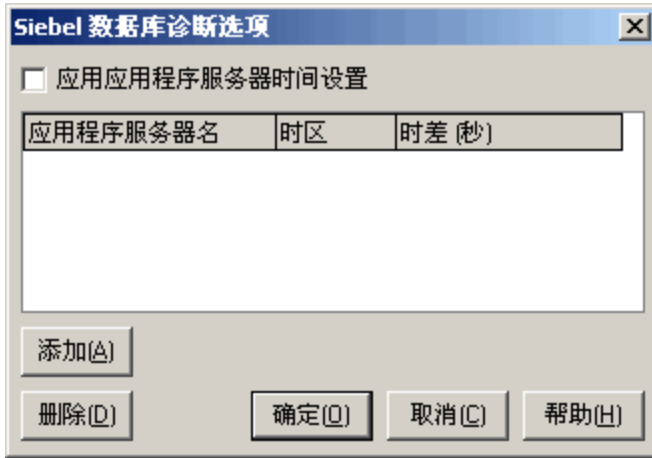 Siebel 数据库诊断选项
应用应用程序服务器时间设置
应用程序服务器名 时区 时差 (秒)
添加(A)
删除(D) 确定(O) 取消(C) 帮助(H)